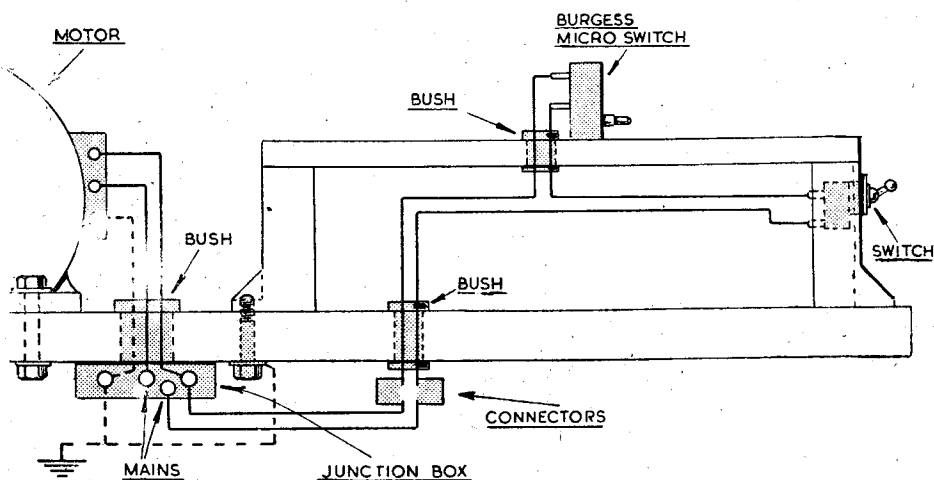 MOTOR
BURGESS
MICRO SWITCH
BUSH
BUSH
SWITCH
BUSH
CONNECTORS
MAINS
JUNCTION BOX